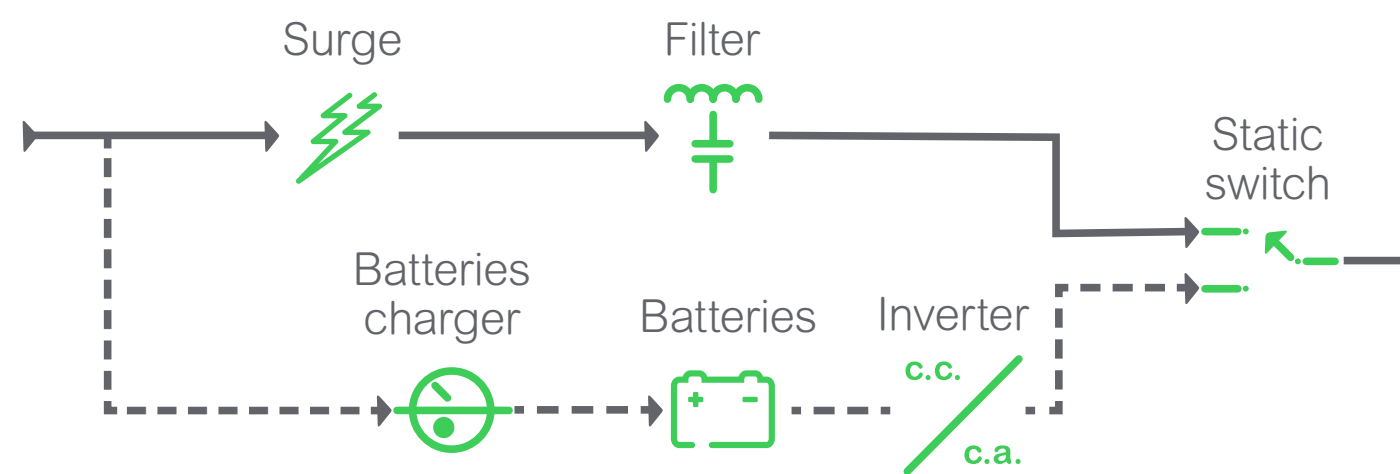 Surge
Filter
Static
switch
Batteries
charger
Batteries
Inverter
c.c.
c.a.